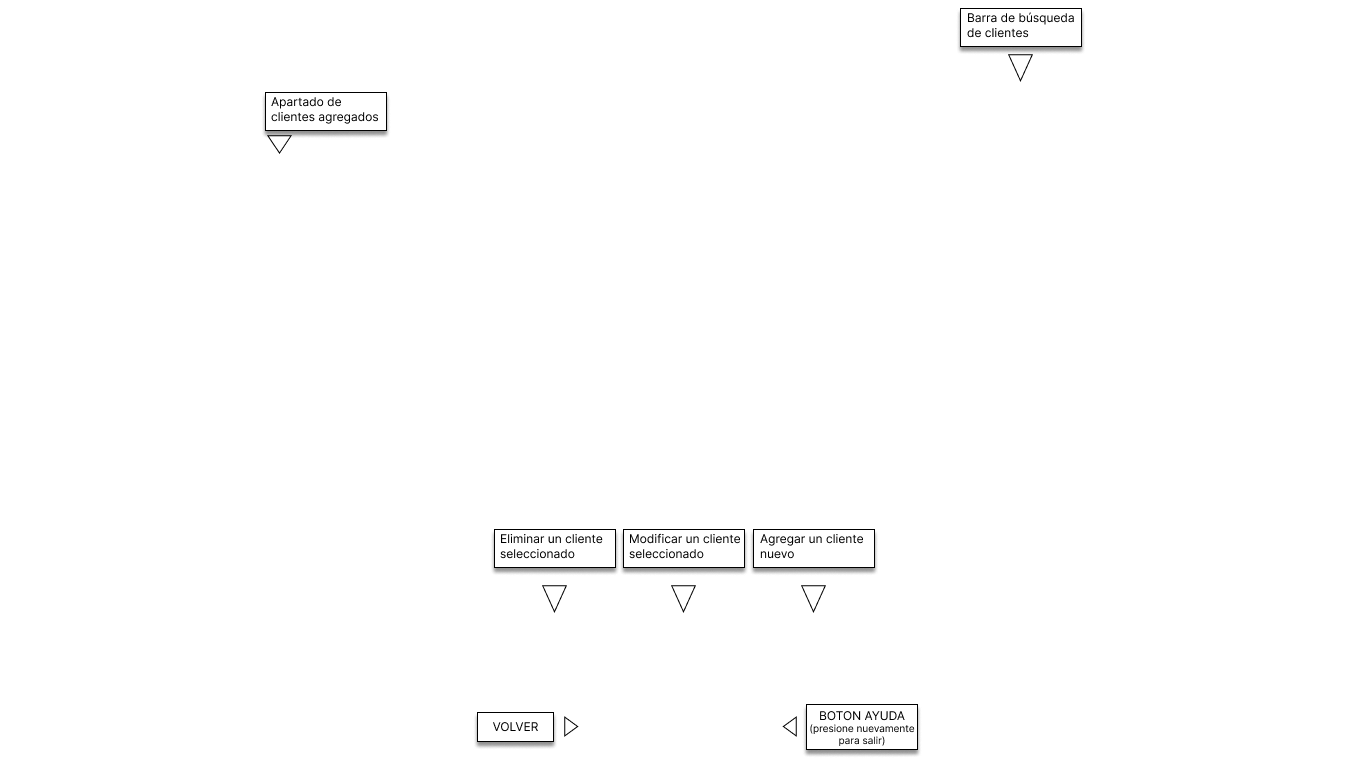 Barra de búsqueda
de clientes
Apartado de
clientes agregados
Eliminar un cliente
seleccionado
Modificar un cliente
seleccionado
Agregar un cliente
nuevo
VOLVER
BOTON AYUDA
(presione nuevamente
para salir)